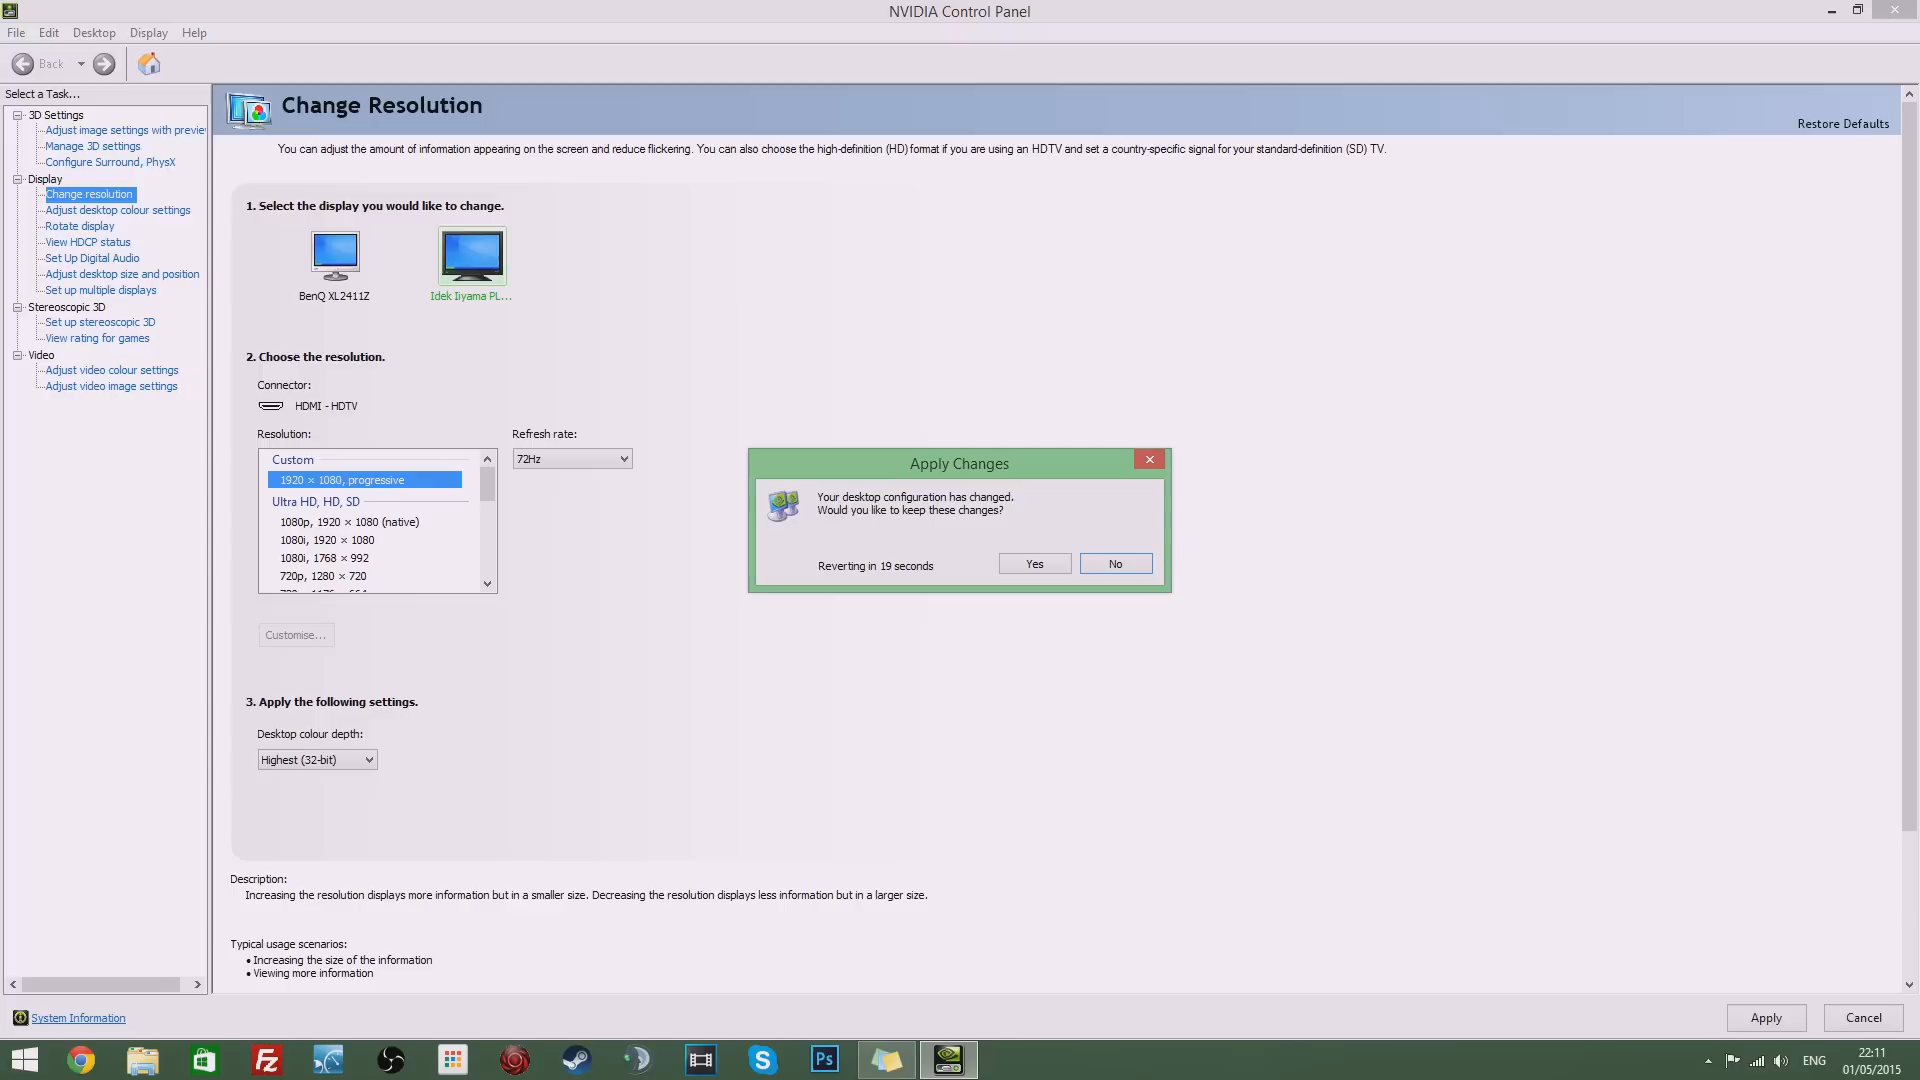 NVIDIA Control Panel
File Edit Desktop Display Help
Back
Select a Task...
3D Settings
Adjust image settings with preview
Manage 3D settings
Configure Surround, PhysX
Display
Change resolution
Adjust desktop colour settings
Rotate display
View HDCP status
Set Up Digital Audio
Adjust desktop size and position
Set up multiple displays
Stereoscopic 3D
Set up stereoscopic 3D
View rating for games
Video
Adjust video colour settings
Adjust video image settings
System Information
Change Resolution
Restore Defaults
You can adjust the amount of information appearing on the screen and reduce flickering. You can also choose the high-definition (HD) format if you are using an HDTV and set a country-specific signal for your standard-definition (SD) TV.
1. Select the display you would like to change.
BenQ XL2411Z
Idek Iiyama PL...
2. Choose the resolution.
Connector:
HDMI - HDTV
Resolution:
Refresh rate:
Custom
72Hz
1920 × 1080, progressive
Ultra HD, HD, SD
1080p, 1920 × 1080 (native)
1080i, 1920 × 1080
1080i, 1768 × 992
720p, 1280 × 720
Customise...
Apply Changes
Your desktop configuration has changed.
Would you like to keep these changes?
Reverting in 19 seconds
Yes
No
3. Apply the following settings.
Desktop colour depth:
Highest (32-bit)
Description:
Increasing the resolution displays more information but in a smaller size. Decreasing the resolution displays less information but in a larger size.
Typical usage scenarios:
• Increasing the size of the information
• Viewing more information
Apply
Cancel
Fz
S
Ps
ENG
22:11
01/05/2015